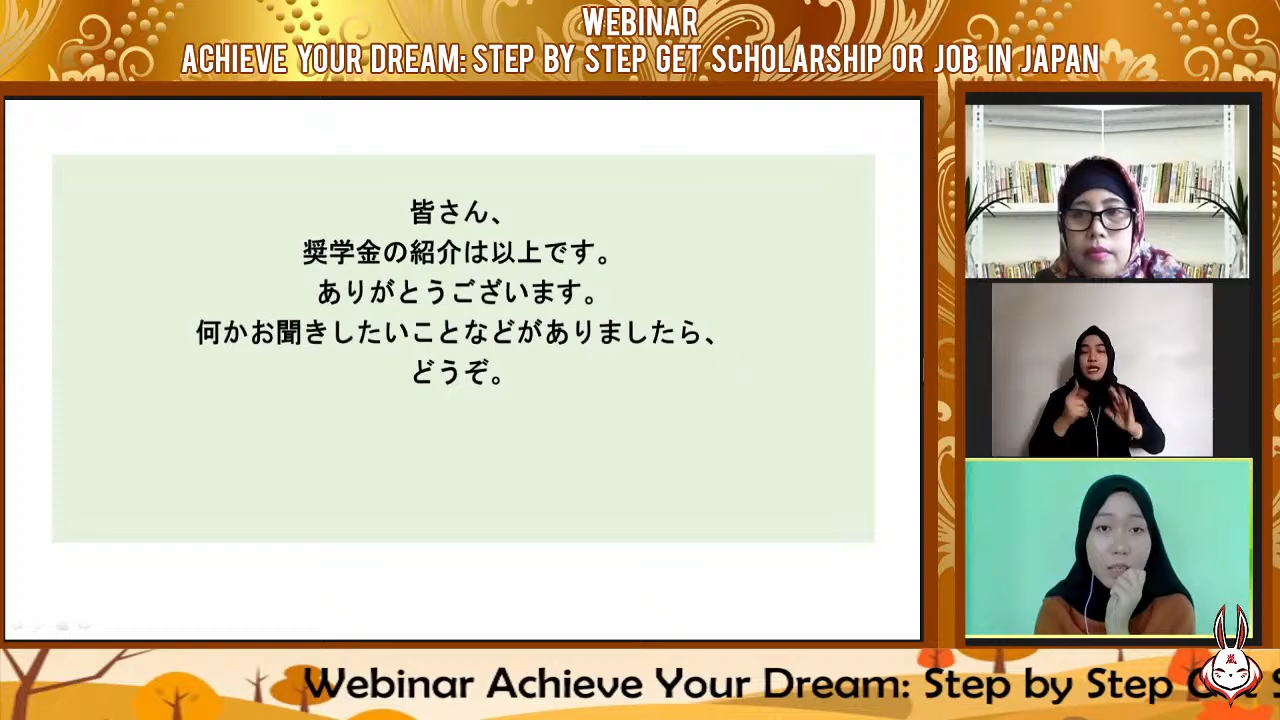 WEBINAR
ACHIEVE YOUR DREAM: STEP BY STEP GET SCHOLARSHIP OR JOB IN JAPAN
皆さん、
奨学金の紹介は以上です。
ありがとうございます。
何かお聞きしたいことなどがありましたら、
どうぞ。
Webinar Achieve Your Dream: Step by Step